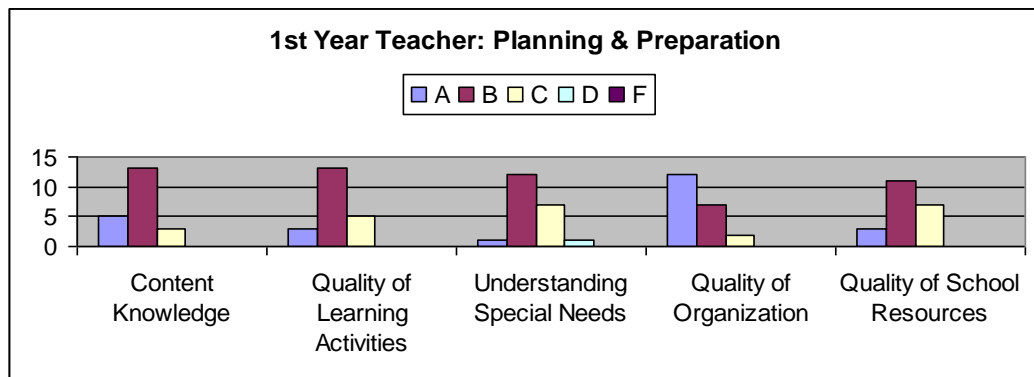 1st Year Teacher: Planning & Preparation
A B C D F
15
10
5
0
Content
Knowledge
Quality of
Learning
Activities
Understanding
Special Needs
Quality of
Organization
Quality of School
Resources